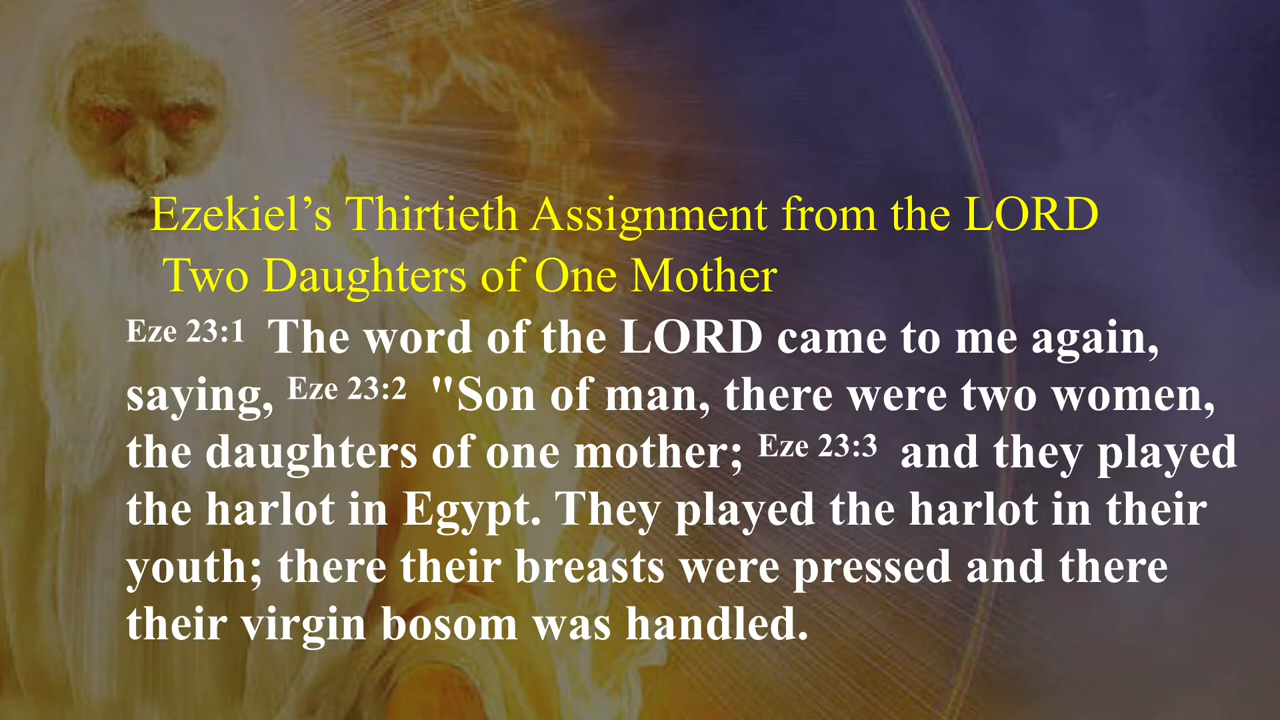 Ezekiel’s Thirtieth Assignment from the LORD
Two Daughters of One Mother
Eze 23:1 The word of the LORD came to me again,
saying, Eze 23:2 "Son of man, there were two women,
the daughters of one mother; Eze 23:3 and they played
the harlot in Egypt. They played the harlot in their
youth; there their breasts were pressed and there
their virgin bosom was handled.